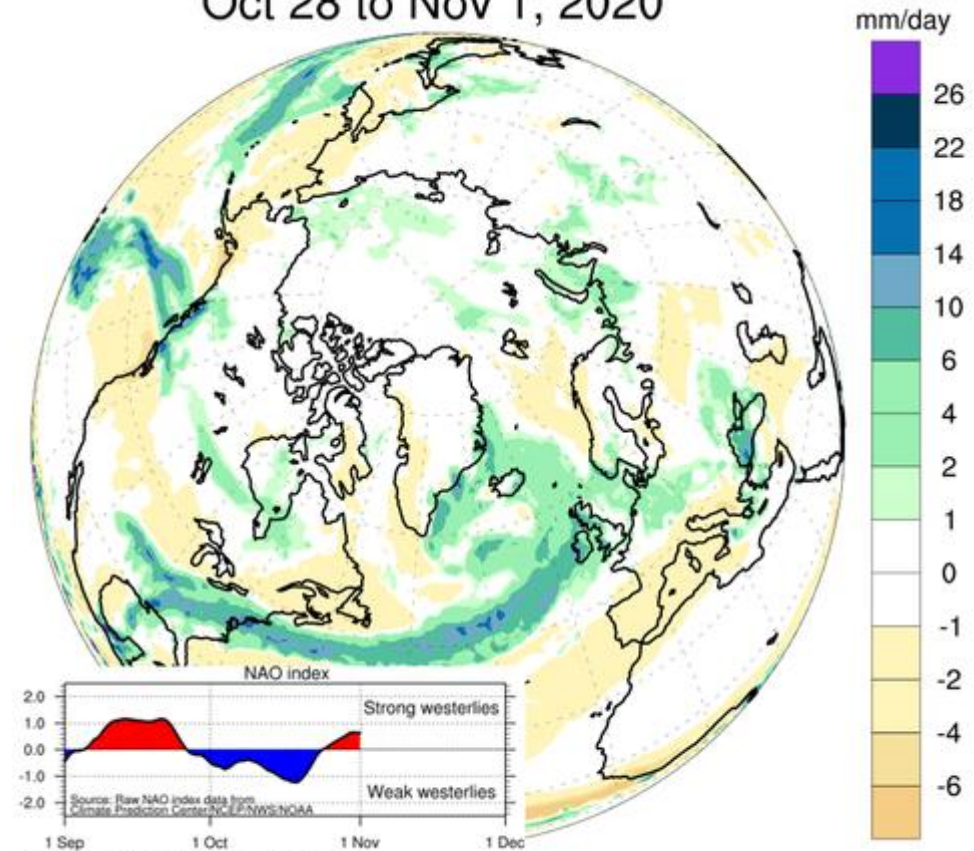 Oct 28 to Nov 1, 2020
mm/day
26
22
18
14
10
6
4
2
1
0
-1
-2
-4
-6
NAO index
2.0
1.0
0.0
-1.0
-2.0
Strong westerlies
Weak westerlies
Source: Raw NAO index data from
Climate Prediction Center/NCEP/NWS/NOAA
1 Sep
1 Oct
1 Nov
1 Dec